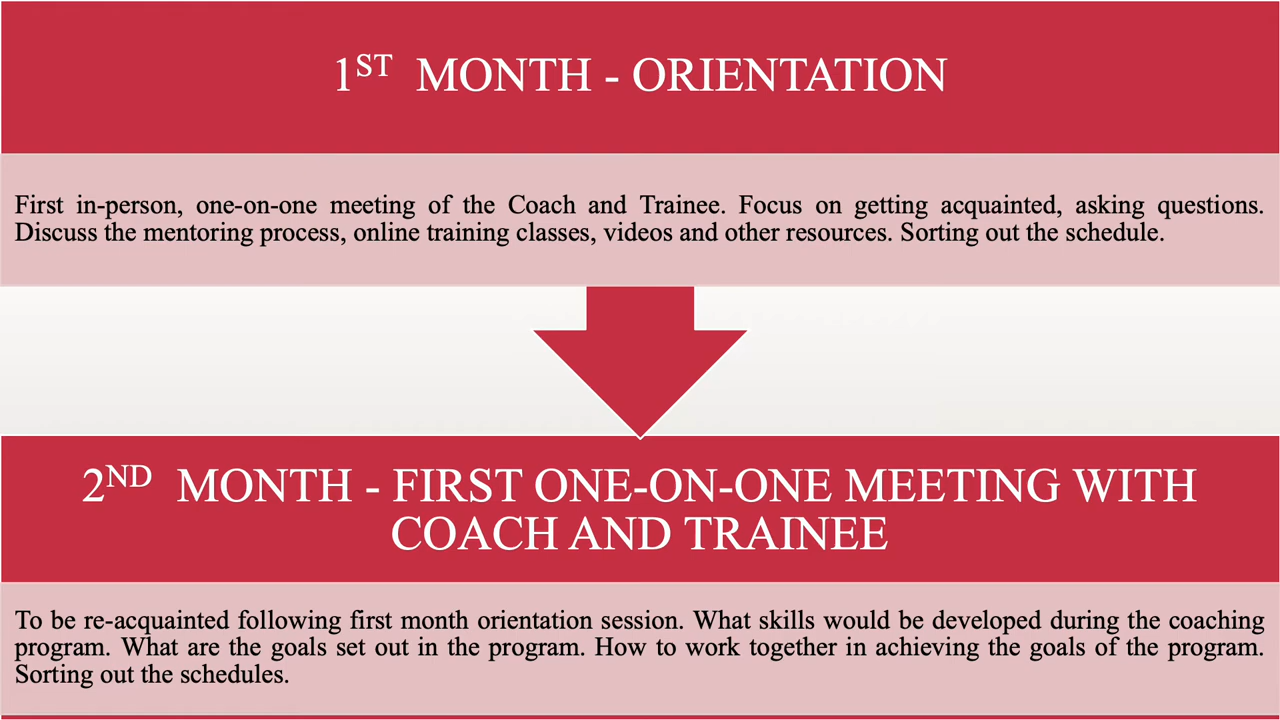 1ST MONTH - ORIENTATION
First in-person, one-on-one meeting of the Coach and Trainee. Focus on getting acquainted, asking questions.
Discuss the mentoring process, online training classes, videos and other resources. Sorting out the schedule.
2ND MONTH - FIRST ONE-ON-ONE MEETING WITH
COACH AND TRAINEE
To be re-acquainted following first month orientation session. What skills would be developed during the coaching
program. What are the goals set out in the program. How to work together in achieving the goals of the program.
Sorting out the schedules.